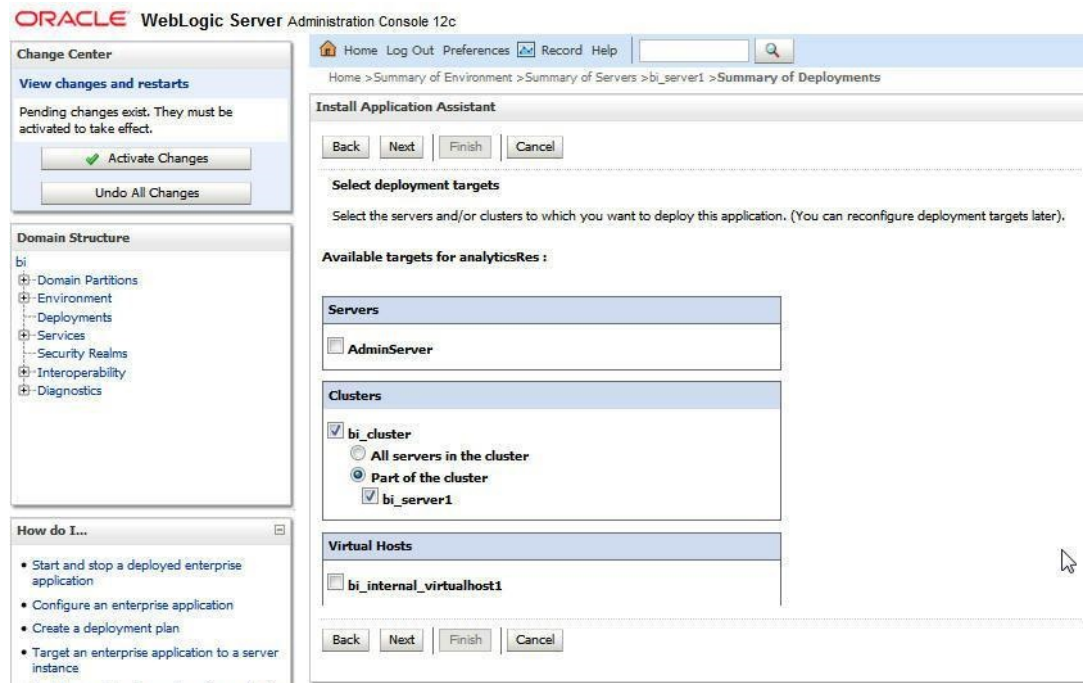 ORACLE WebLogic Server Administration Console 12c
Change Center
View changes and restarts
Pending changes exist. They must be
activated to take effect.
Activate Changes
Undo All Changes
Domain Structure
bi
Domain Partitions
Environment
Deployments
Services
Security Realms
Interoperability
Diagnostics
How do I...
• Start and stop a deployed enterprise
application
• Configure an enterprise application
• Create a deployment plan
• Target an enterprise application to a server
instance
Home Log Out Preferences Record Help
Home >Summary of Environment >Summary of Servers >bi_server1 >Summary of Deployments
Install Application Assistant
Back Next Finish Cancel
Select deployment targets
Select the servers and/or clusters to which you want to deploy this application. (You can reconfigure deployment targets later).
Available targets for analyticsRes :
Servers
AdminServer
Clusters
bi_cluster
All servers in the cluster
Part of the cluster
bi_server1
Virtual Hosts
bi_internal_virtualhost1
Back Next Finish Cancel